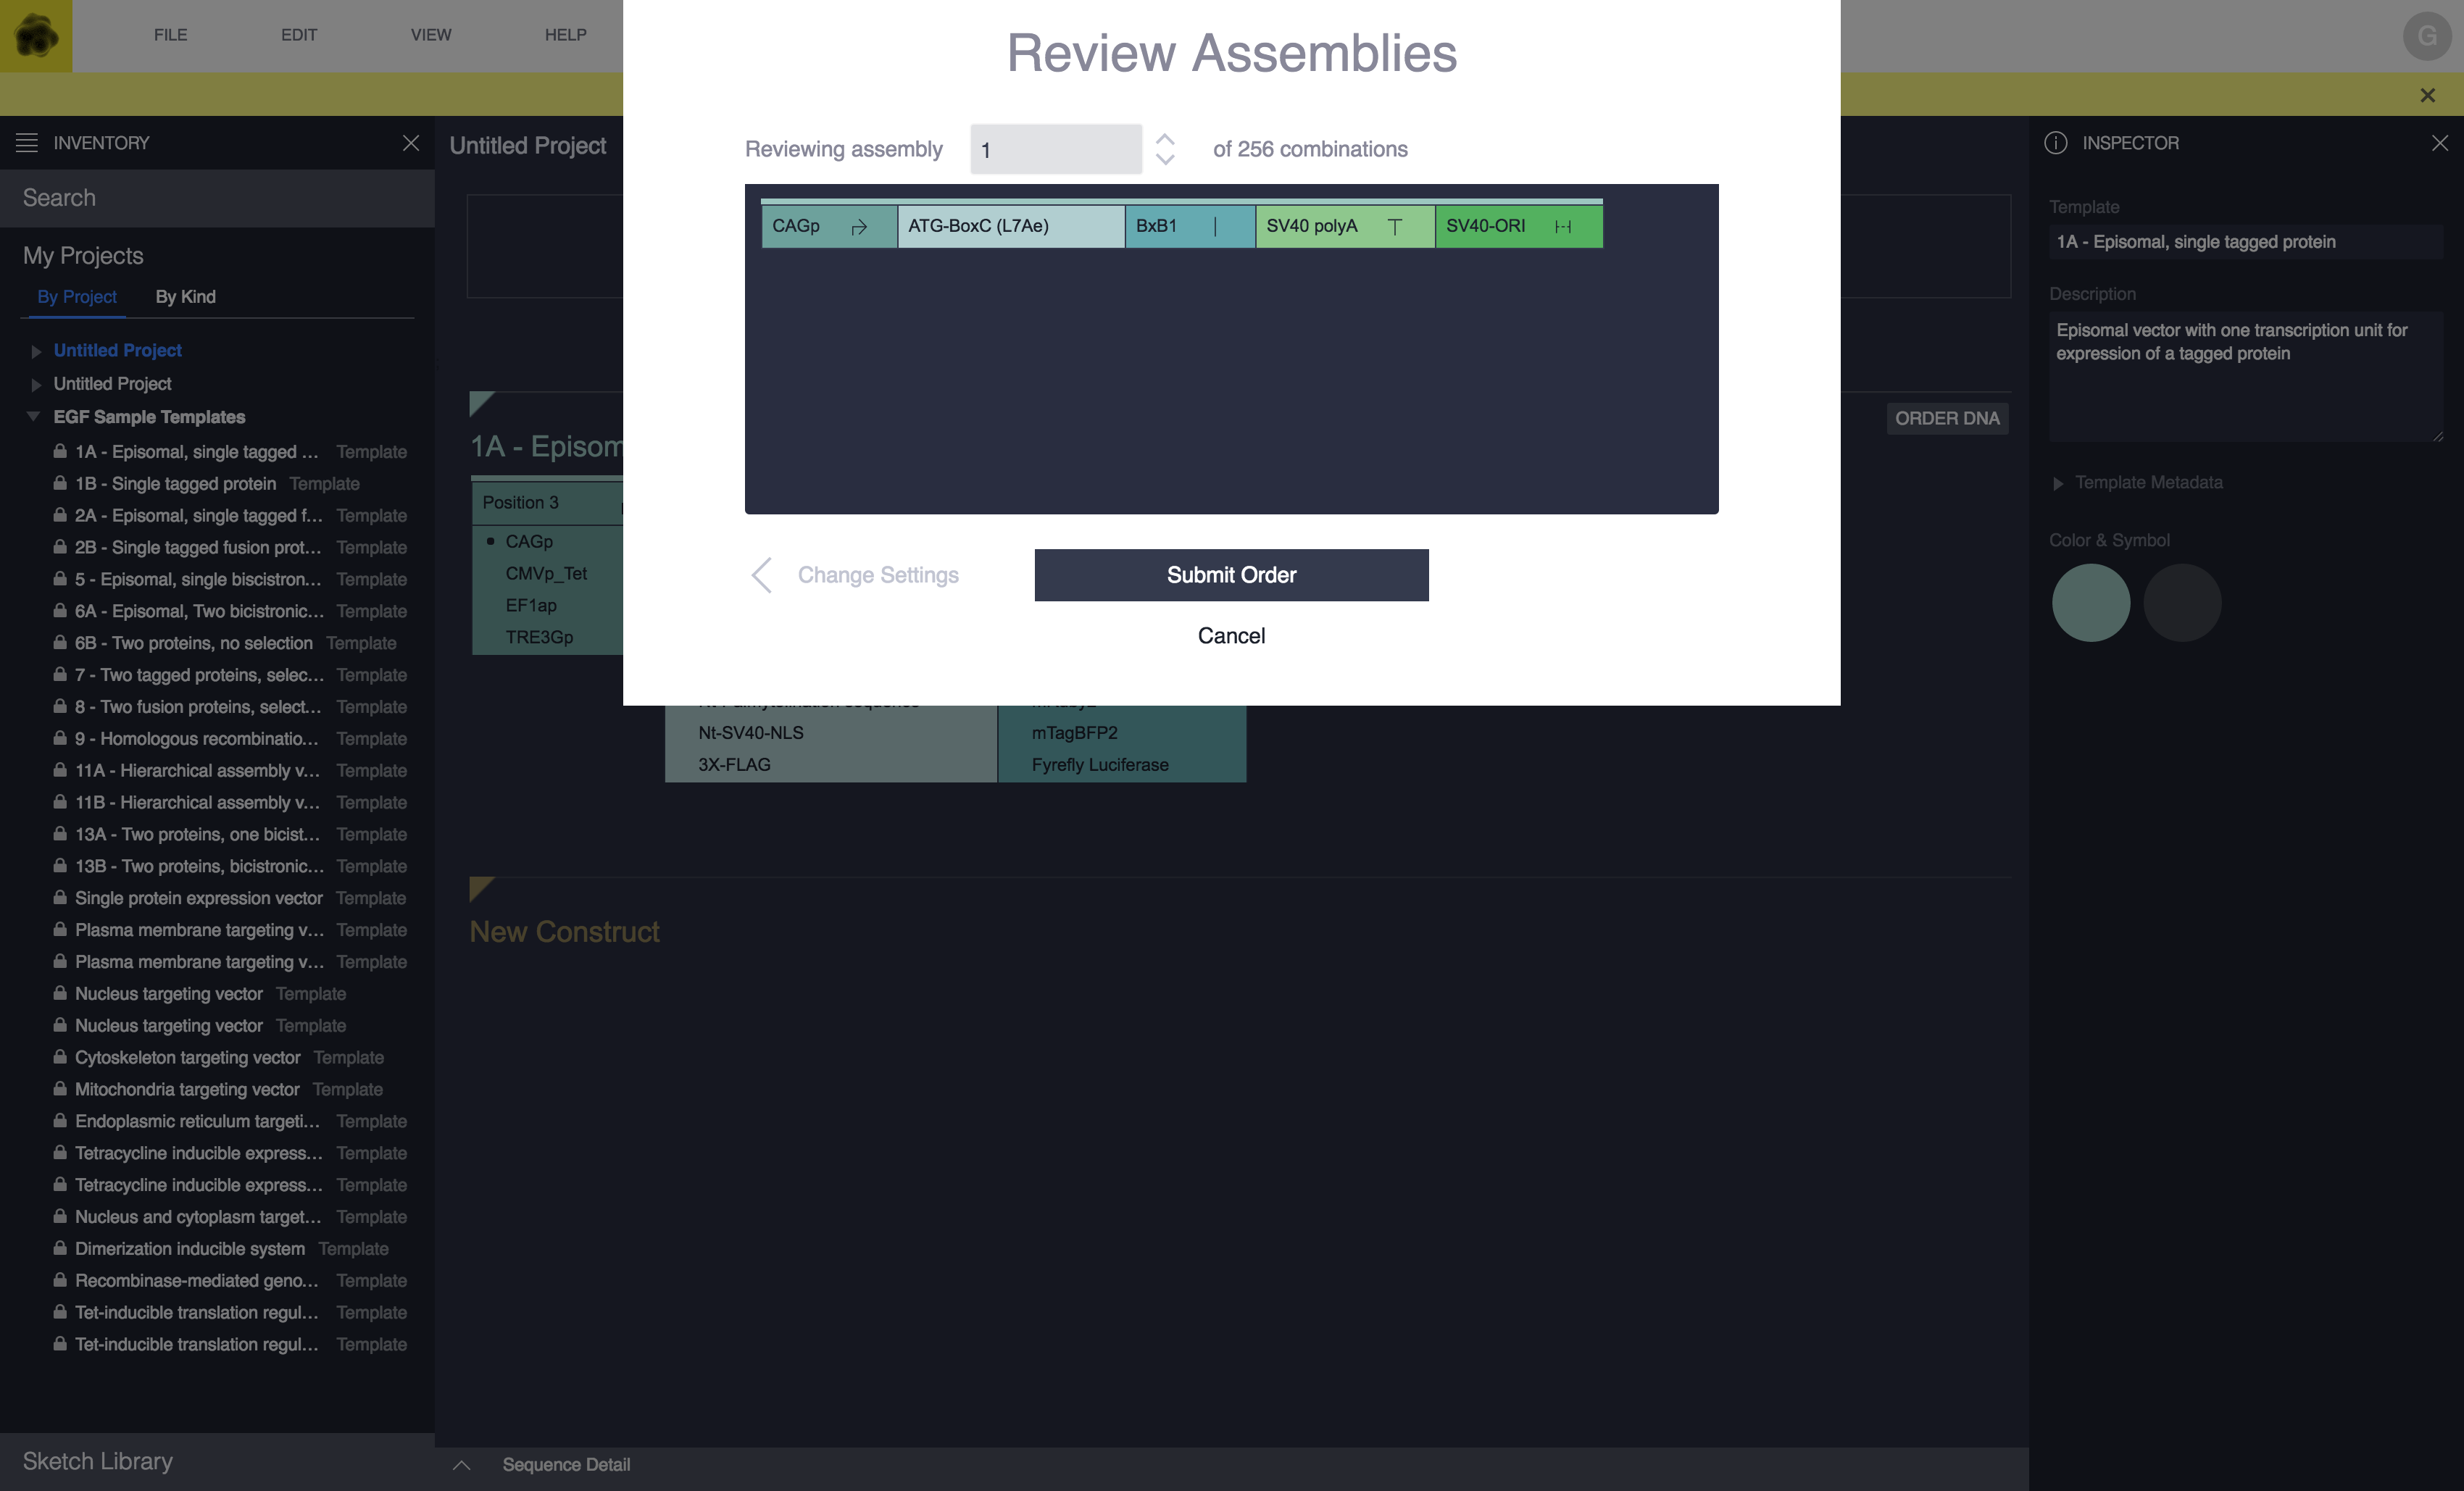 FILE
EDIT
VIEW
HELP
G
Review Assemblies
Reviewing assembly 1 of 256 combinations
CAGp
ATG-BoxC (L7Ae)
BxB1
SV40 polyA
SV40-ORI
Change Settings
Submit Order
Cancel
INVENTORY
Search
My Projects
By Project
By Kind
Untitled Project
Untitled Project
EGF Sample Templates
1A - Episomal, single tagged ... Template
1B - Single tagged protein Template
2A - Episomal, single tagged f... Template
2B - Single tagged fusion prot... Template
5 - Episomal, single biscistron... Template
6A - Episomal, Two bicistronic... Template
6B - Two proteins, no selection Template
7 - Two tagged proteins, selec... Template
8 - Two fusion proteins, select... Template
9 - Homologous recombinatio... Template
11A - Hierarchical assembly v... Template
11B - Hierarchical assembly v... Template
13A - Two proteins, one bicist... Template
13B - Two proteins, bicistronic... Template
Single protein expression vector Template
Plasma membrane targeting v... Template
Plasma membrane targeting v... Template
Nucleus targeting vector Template
Nucleus targeting vector Template
Cytoskeleton targeting vector Template
Mitochondria targeting vector Template
Endoplasmic reticulum targeti... Template
Tetracycline inducible express... Template
Tetracycline inducible express... Template
Nucleus and cytoplasm target... Template
Dimerization inducible system Template
Recombinase-mediated geno... Template
Tet-inducible translation regul... Template
Tet-inducible translation regul... Template
Sketch Library
Untitled Project
1A - Episom
ORDER DNA
Position 3
CAGp
CMVp_Tet
EF1ap
TRE3Gp
Nt-SV40-NLS
3X-FLAG
mTagBFP2
Fyrefly Luciferase
New Construct
Sequence Detail
INSPECTOR
Template
1A - Episomal, single tagged protein
Description
Episomal vector with one transcription unit for
expression of a tagged protein
Template Metadata
Color & Symbol